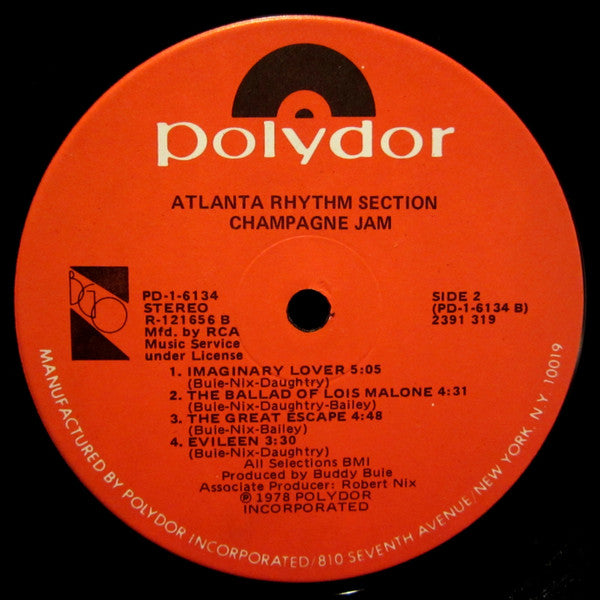 polydor
ATLANTA RHYTHM SECTION
CHAMPAGNE JAM
PD-1-6134
STEREO
R-121656 B
Mfd. by RCA
Music Service
under License
SIDE 2
(PD-1-6134 B)
2391 319
1. IMAGINARY LOVER 5:05
(Buie-Nix-Daughtry)
2. THE BALLAD OF LOIS MALONE 4:31
(Buie-Nix-Daughtry-Bailey)
3. THE GREAT ESCAPE 4:48
(Buie-Nix-Bailey)
4. EVILEEN 3:30
(Buie-Nix-Daughtry)
All Selections BMI
Produced by Buddy Buie
Associate Producer: Robert Nix
℗ 1978 POLYDOR
INCORPORATED
MANUFACTURED BY POLYDOR INCORPORATED/810 SEVENTH AVENUE/NEW YORK, N.Y. 10019